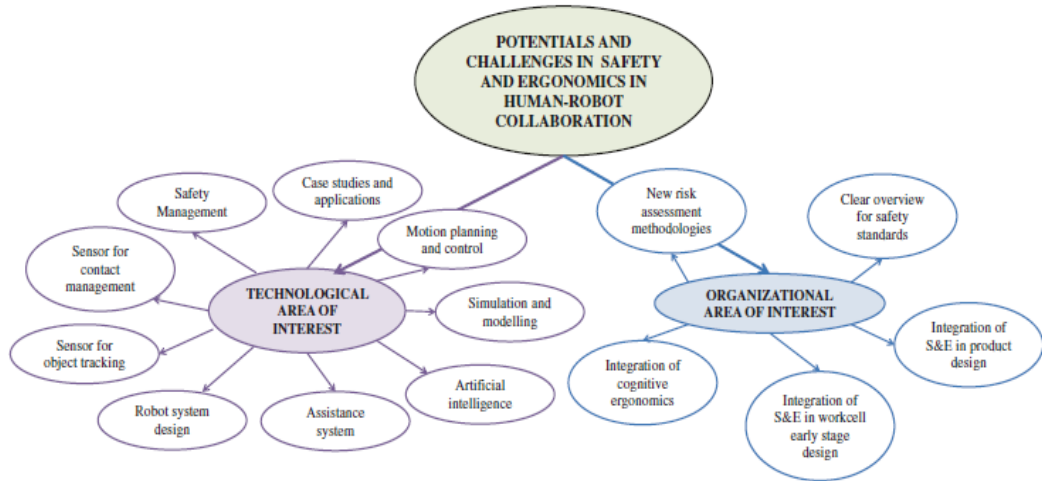 POTENTIALS AND
CHALLENGES IN SAFETY
AND ERGONOMICS IN
HUMAN-ROBOT
COLLABORATION
Safety
Management
Case studies and
applications
New risk
assessment
methodologies
Clear overview
for safety
standards
Sensor for
contact
management
Motion planning
and control
TECHNOLOGICAL
AREA OF
INTEREST
Simulation and
modelling
ORGANIZATIONAL
AREA OF INTEREST
Sensor for
object tracking
Integration of
S&E in product
design
Robot system
design
Assistance
system
Artificial
intelligence
Integration of
cognitive
ergonomics
Integration of
S&E in workcell
early stage
design